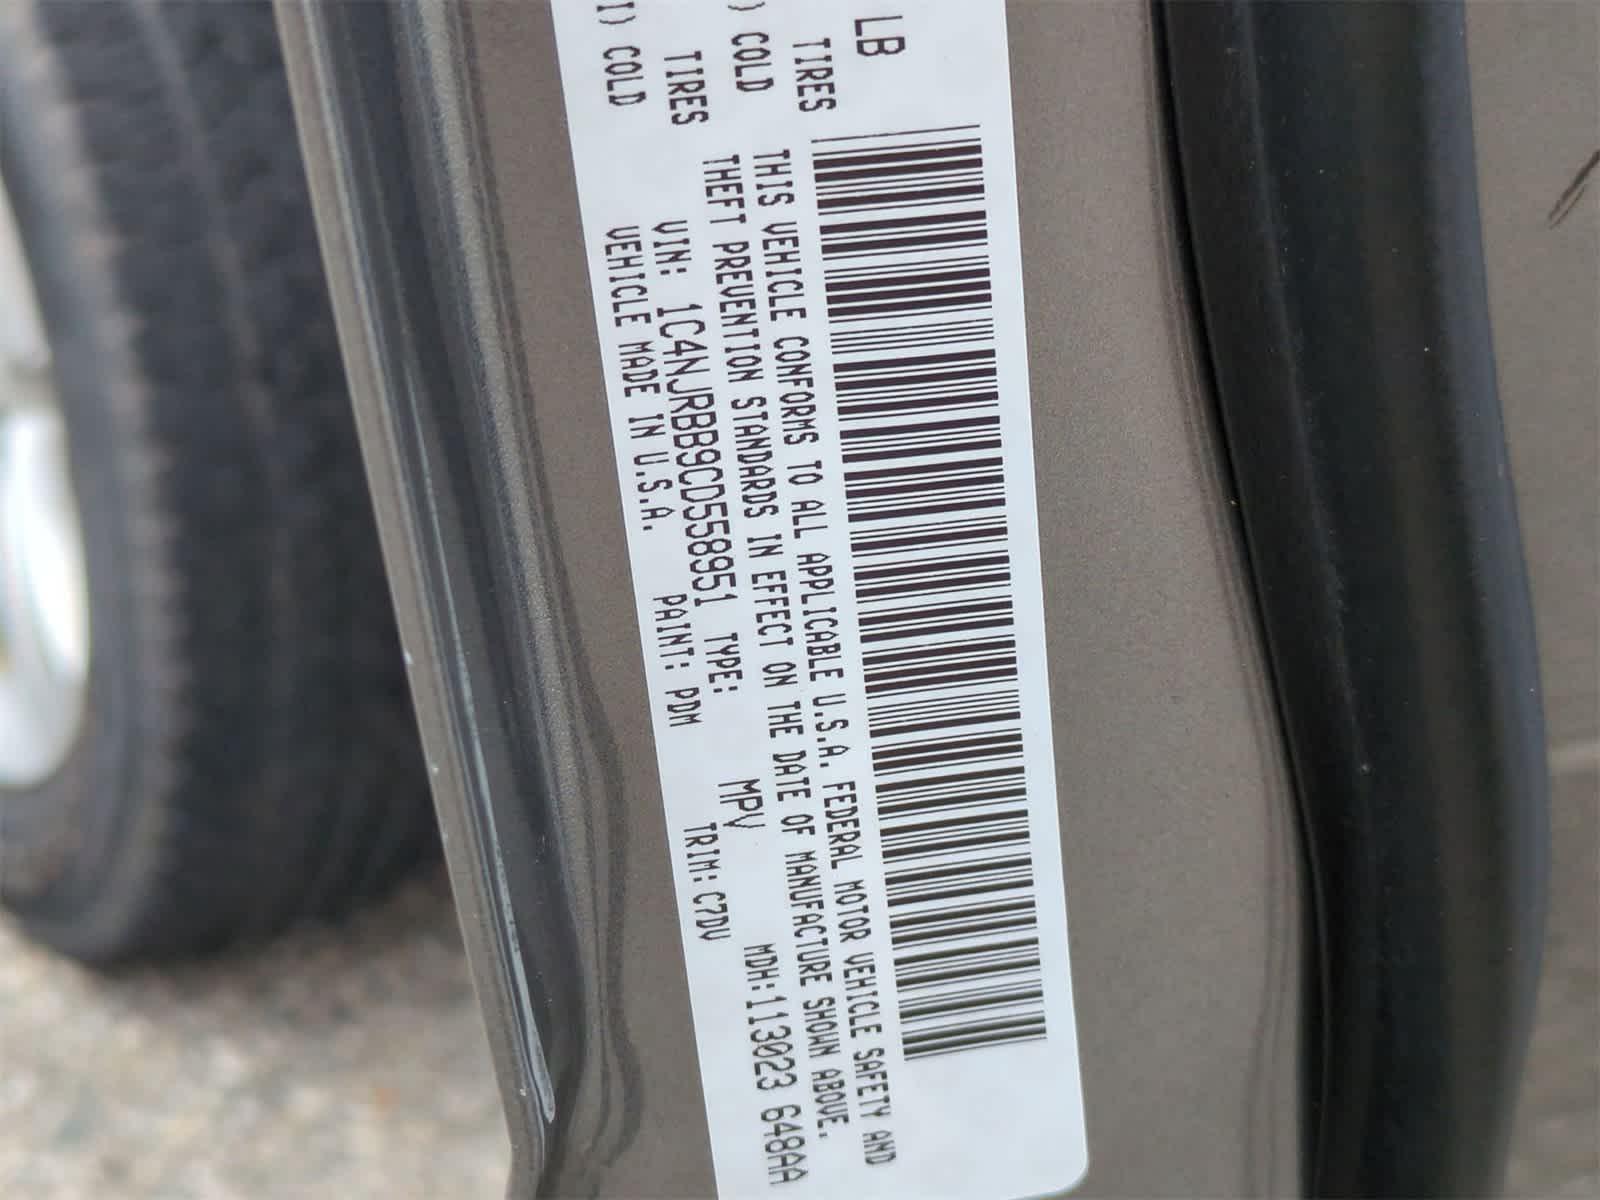 LB
TIRES
) COLD
TIRES
I) COLD
THIS VEHICLE CONFORMS TO ALL APPLICABLE U.S.A. FEDERAL MOTOR VEHICLE SAFETY AND
THEFT PREVENTION STANDARDS IN EFFECT ON THE DATE OF MANUFACTURE SHOWN ABOVE.
VIN: 1C4NJRBB9CD558951 TYPE: MPV MDH:113023 648AA
VEHICLE MADE IN U.S.A. PAINT: PDM TRIM: C7DV